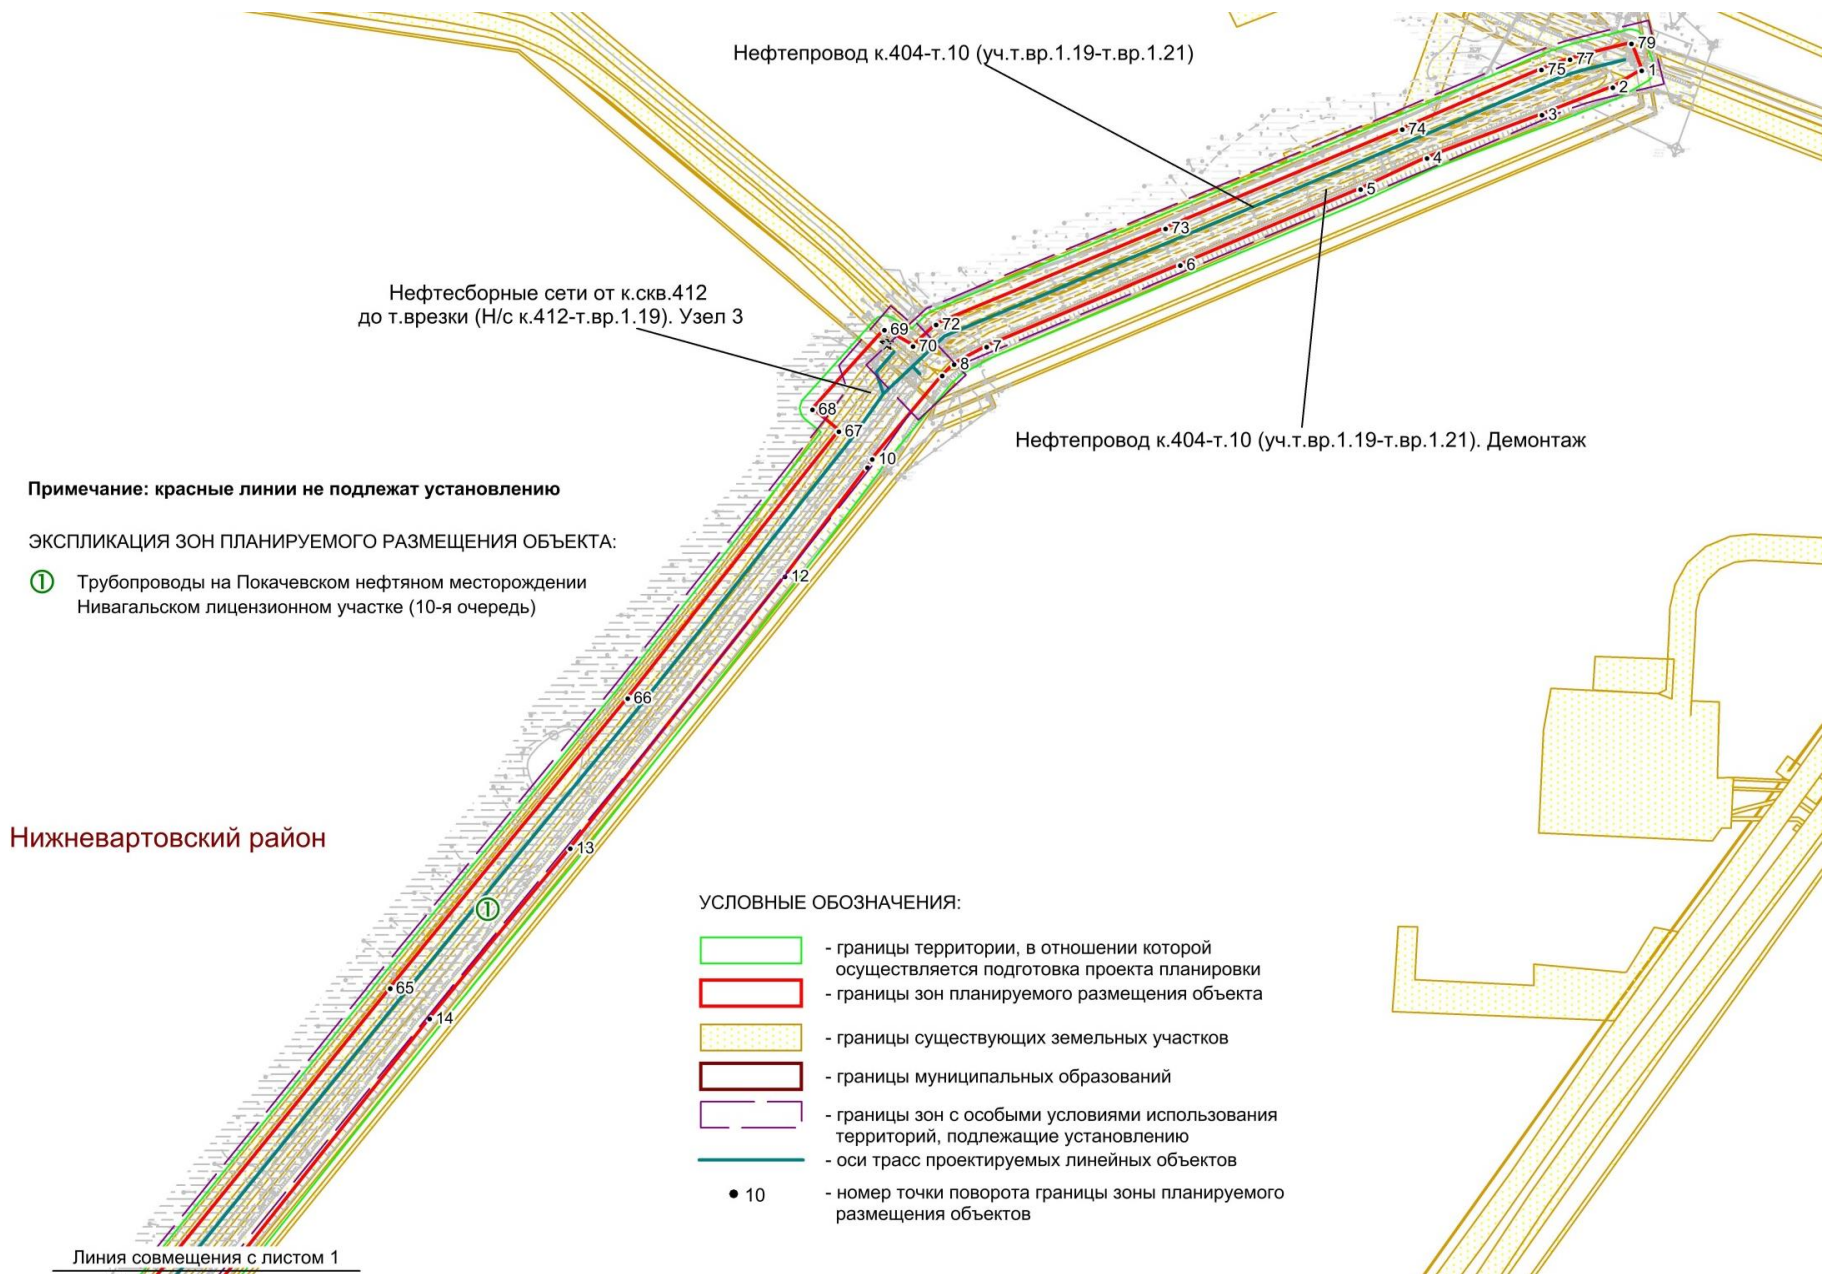 Нефтепровод к.404-т.10 (уч.т.вр.1.19-т.вр.1.21)
79
77
75
1
2
3
74
4
5
73
6
Нефтесборные сети от к.скв.412
до т.врезки (Н/с к.412-т.вр.1.19). Узел 3
69
72
70
7
8
68
67
Нефтепровод к.404-т.10 (уч.т.вр.1.19-т.вр.1.21). Демонтаж
10
Примечание: красные линии не подлежат установлению
ЭКСПЛИКАЦИЯ ЗОН ПЛАНИРУЕМОГО РАЗМЕЩЕНИЯ ОБЪЕКТА:
1 Трубопроводы на Покачевском нефтяном месторождении
Нивагальском лицензионном участке (10-я очередь)
12
66
Нижневартовский район
13
1
65
14
УСЛОВНЫЕ ОБОЗНАЧЕНИЯ:
- границы территории, в отношении которой
осуществляется подготовка проекта планировки
- границы зон планируемого размещения объекта
- границы существующих земельных участков
- границы муниципальных образований
- границы зон с особыми условиями использования
территорий, подлежащие установлению
- оси трасс проектируемых линейных объектов
10 - номер точки поворота границы зоны планируемого
размещения объектов
Линия совмещения с листом 1